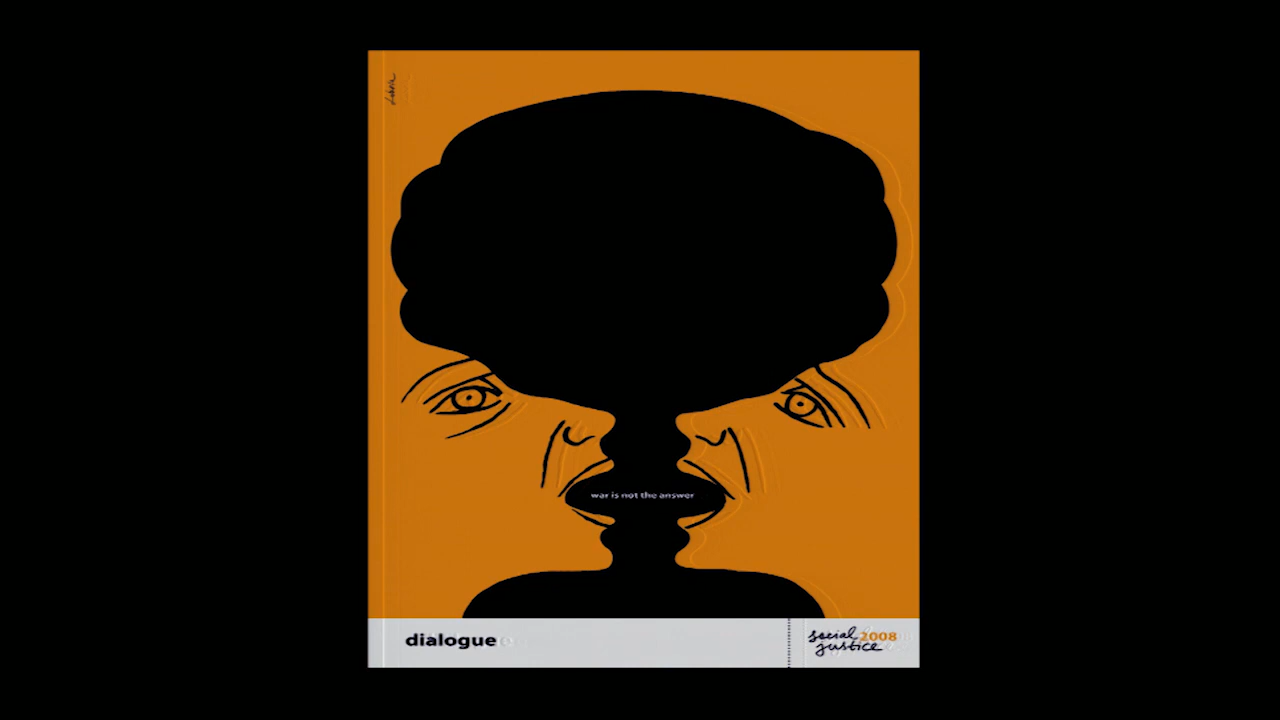 war is not the answer
dialogue
social 2008
justice